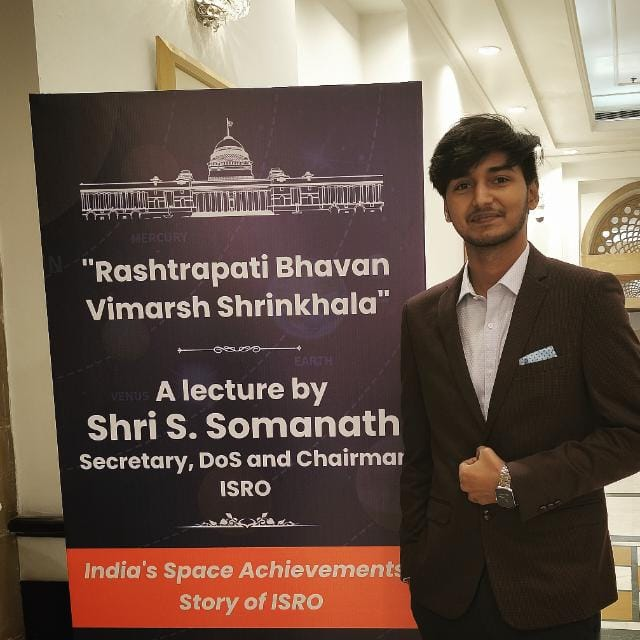 MERCURY
"Rashtrapati Bhavan
Vimarsh Shrinkhala"
EARTH
VENUS
A lecture by
Shri S. Somanath
Secretary, DoS and Chairman
ISRO
India's Space Achievements
Story of ISRO